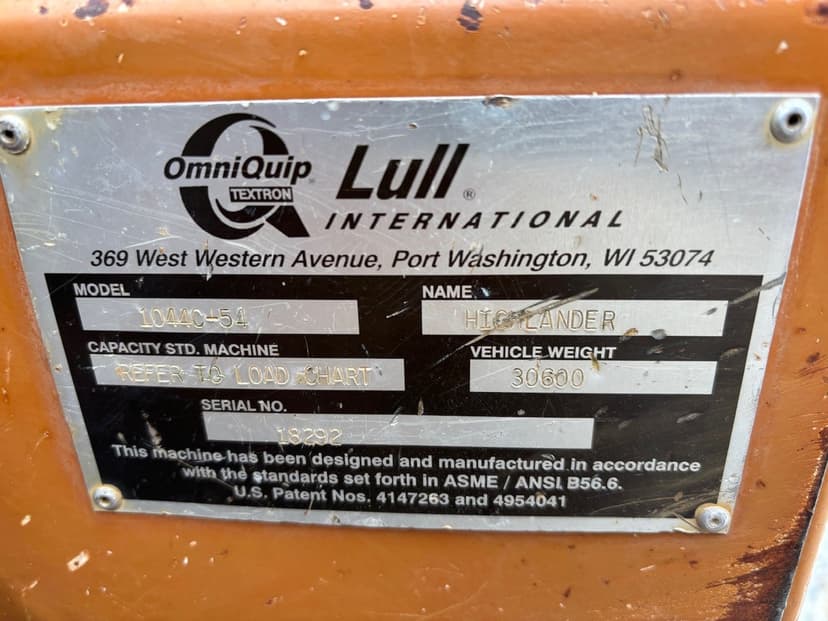 OmniQuip
TEXTRON
Lull®
INTERNATIONAL
369 West Western Avenue, Port Washington, WI 53074
MODEL
1044C-54
NAME
HIGHLANDER
CAPACITY STD. MACHINE
REFER TO LOAD CHART
VEHICLE WEIGHT
30600
SERIAL NO.
18292
This machine has been designed and manufactured in accordance
with the standards set forth in ASME / ANSI B56.6.
U.S. Patent Nos. 4147263 and 4954041